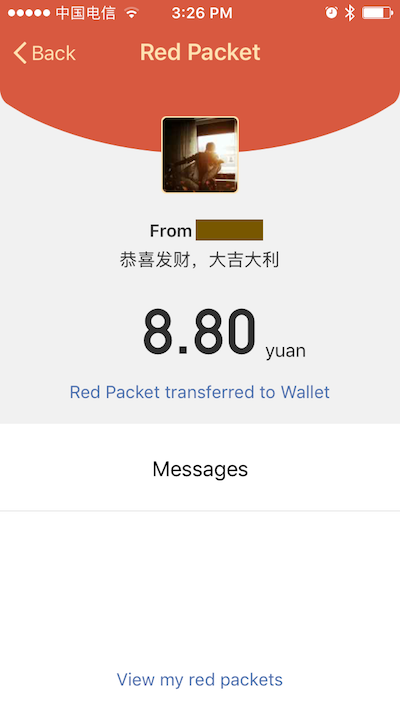 中国电信 3:26 PM
Back Red Packet
From
恭喜发财，大吉大利
8.80 yuan
Red Packet transferred to Wallet
Messages
View my red packets